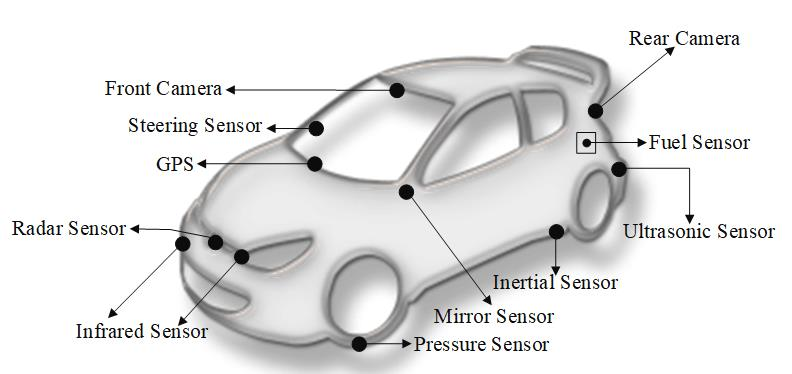 Rear Camera
Front Camera
Steering Sensor
Fuel Sensor
GPS
Radar Sensor
Ultrasonic Sensor
Inertial Sensor
Mirror Sensor
Infrared Sensor
Pressure Sensor